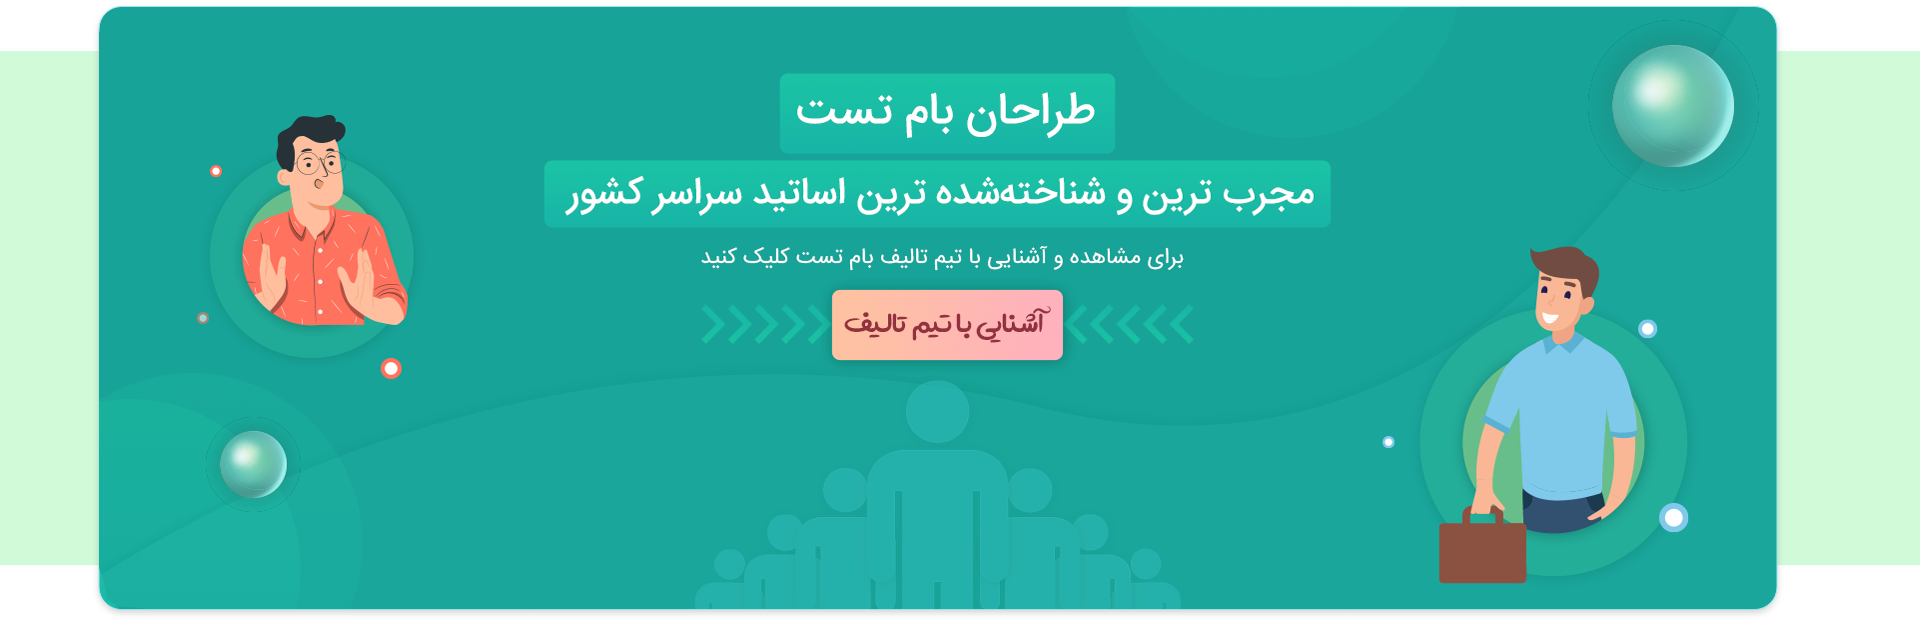 طراحان بام تست
مجرب ترین و شناخته‌شده ترین اساتید سراسر کشور
برای مشاهده و آشنایی با تیم تالیف بام تست کلیک کنید
آشنایی با تیم تالیف